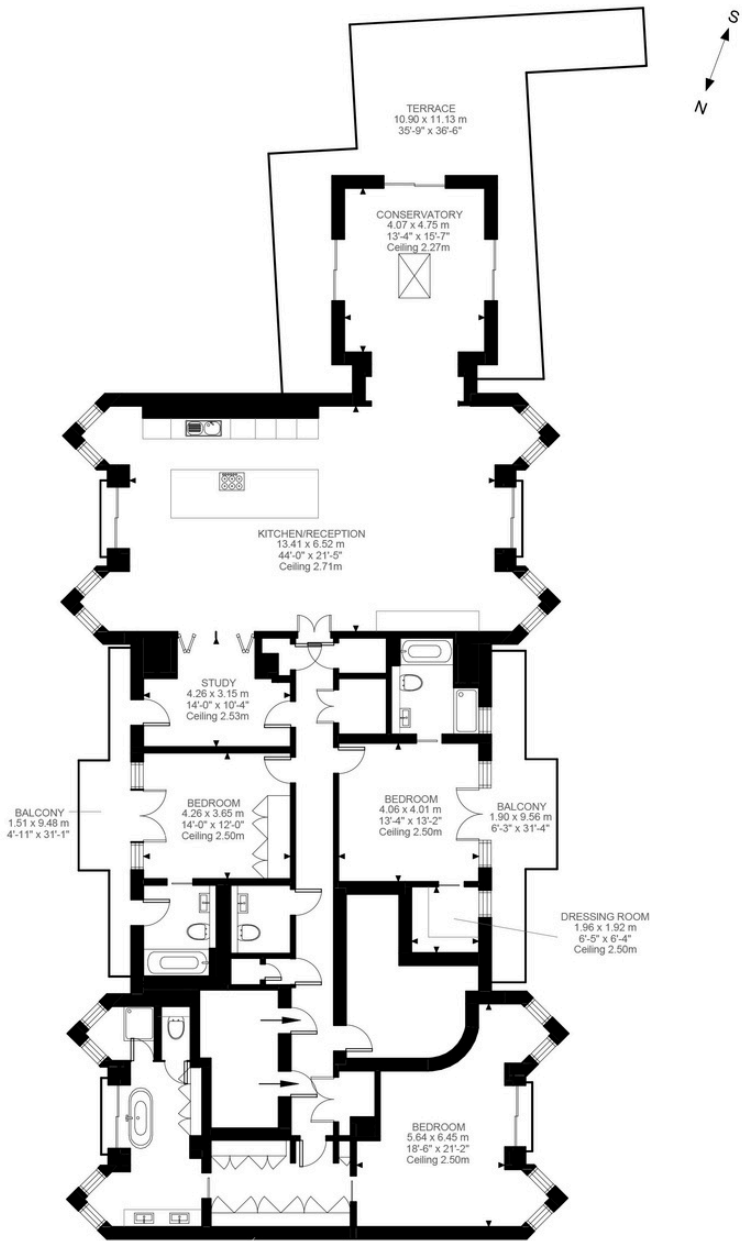 S
N
TERRACE
10.90 x 11.13 m
35'-9" x 36'-6"
CONSERVATORY
4.07 x 4.75 m
13'-4" x 15'-7"
Ceiling 2.27m
KITCHEN/RECEPTION
13.41 x 6.52 m
44'-0" x 21'-5"
Ceiling 2.71m
STUDY
4.26 x 3.15 m
14'-0" x 10'-4"
Ceiling 2.53m
BALCONY
1.51 x 9.48 m
4'-11" x 31'-1"
BEDROOM
4.26 x 3.65 m
14'-0" x 12'-0"
Ceiling 2.50m
BEDROOM
4.06 x 4.01 m
13'-4" x 13'-2"
Ceiling 2.50m
BALCONY
1.90 x 9.56 m
6'-3" x 31'-4"
DRESSING ROOM
1.96 x 1.92 m
6'-5" x 6'-4"
Ceiling 2.50m
BEDROOM
5.64 x 6.45 m
18'-6" x 21'-2"
Ceiling 2.50m